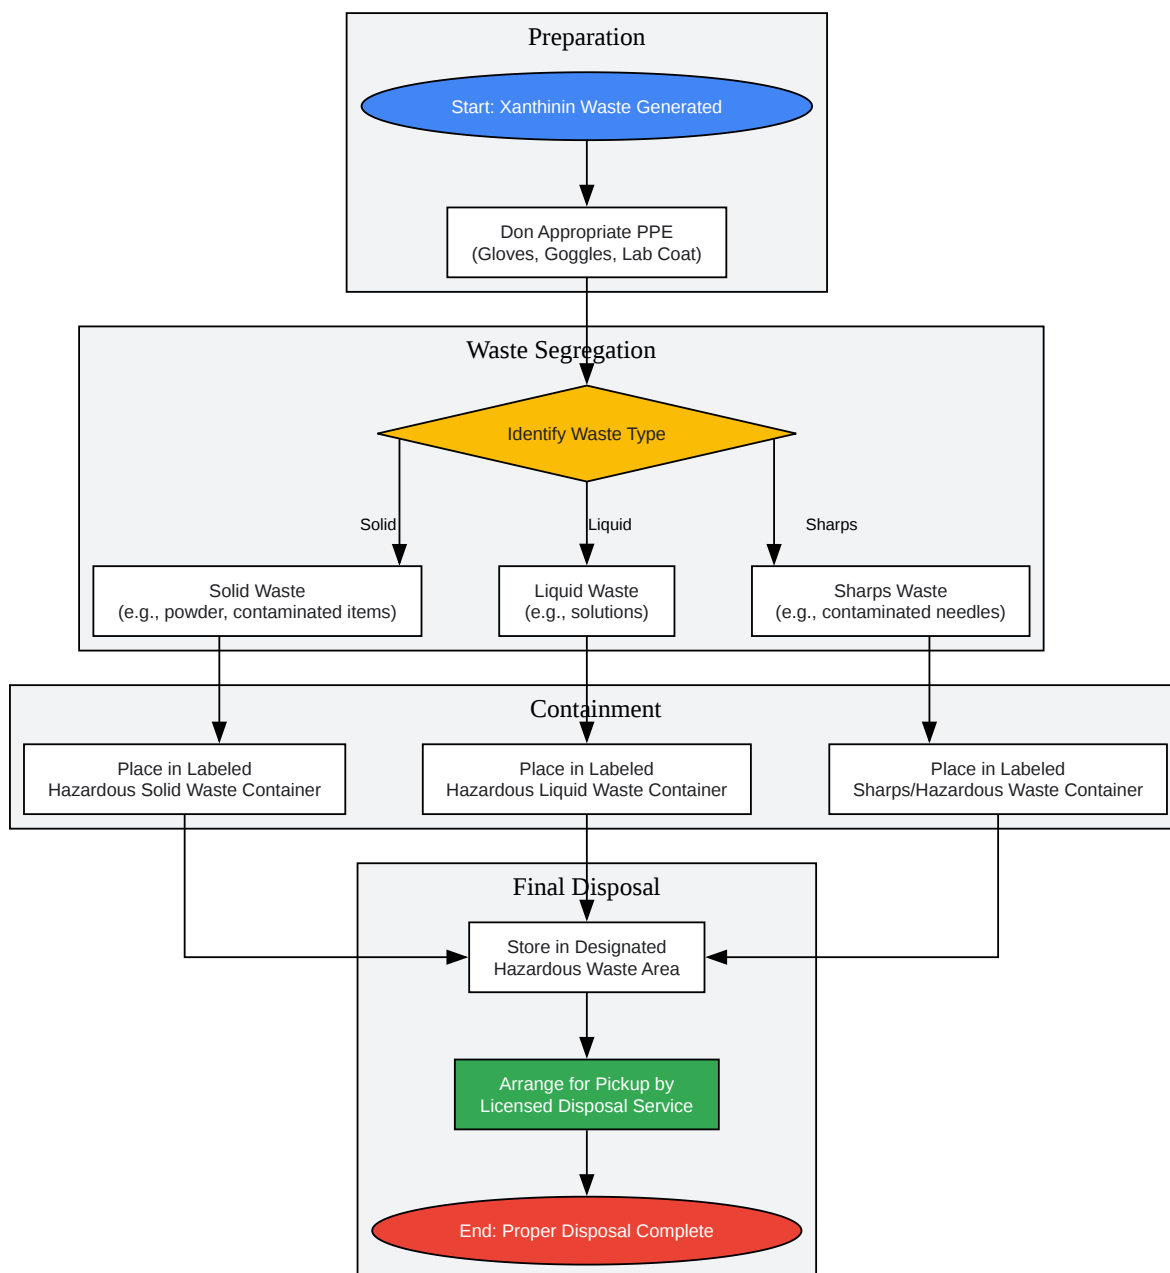 Preparation
Start: Xanthinin Waste Generated
Don Appropriate PPE
(Gloves, Goggles, Lab Coat)
Waste Segregation
Identify Waste Type
Solid
Liquid
Sharps
Solid Waste
(e.g., powder, contaminated items)
Liquid Waste
(e.g., solutions)
Sharps Waste
(e.g., contaminated needles)
Containment
Place in Labeled
Hazardous Solid Waste Container
Place in Labeled
Hazardous Liquid Waste Container
Place in Labeled
Sharps/Hazardous Waste Container
Final Disposal
Store in Designated
Hazardous Waste Area
Arrange for Pickup by
Licensed Disposal Service
End: Proper Disposal Complete